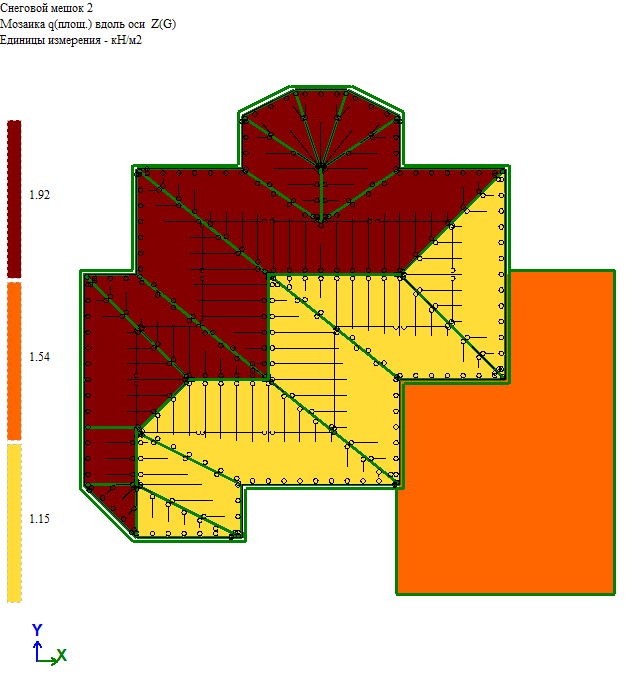 Снеговой мешок 2
Мозаика q(площ.) вдоль оси Z(G)
Единицы измерения - кН/м2
1.92
1.54
1.15
Y
X